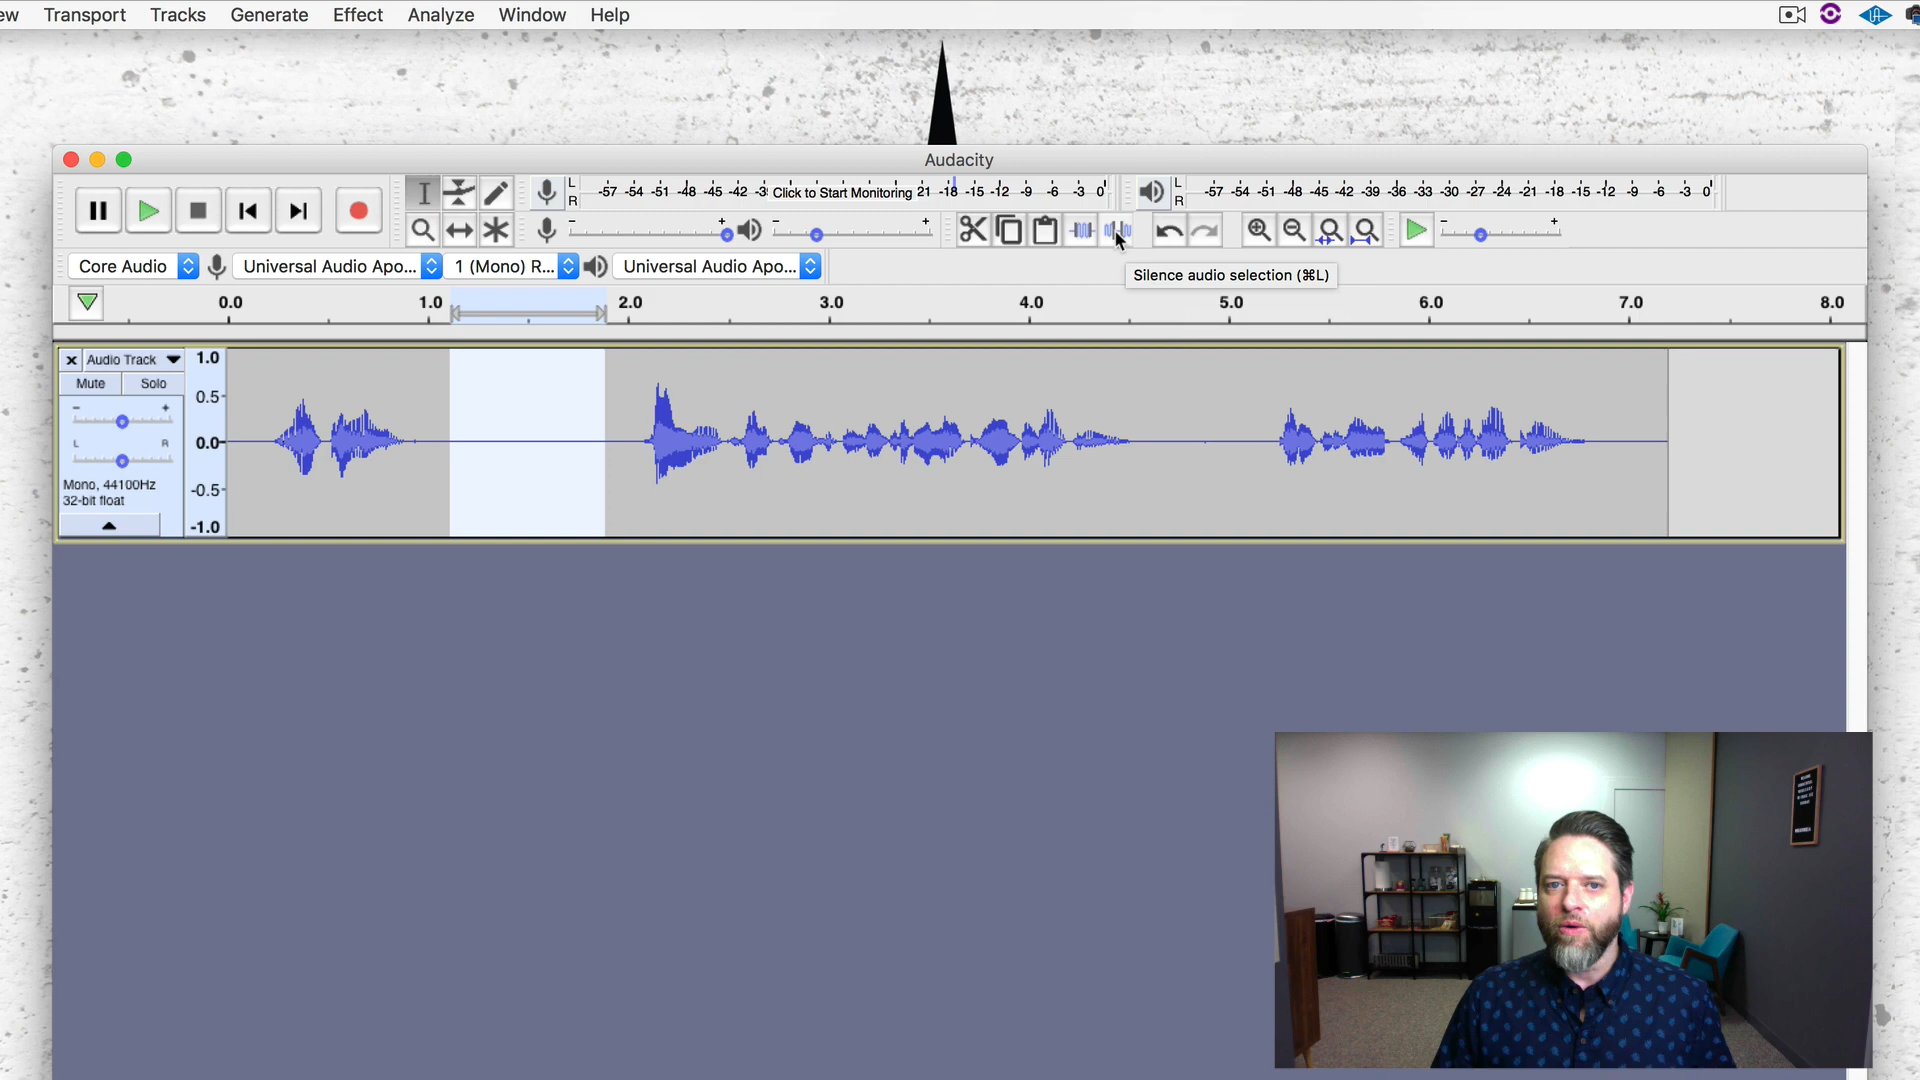 ew Transport Tracks Generate Effect Analyze Window Help
Audacity
L -57 -54 -51 -48 -45 -42 -3 Click to Start Monitoring 21 -18 -15 -12 -9 -6 -3 0 L -57 -54 -51 -48 -45 -42 -39 -36 -33 -30 -27 -24 -21 -18 -15 -12 -9 -6 -3 0
R R
- + - + - +
Core Audio Universal Audio Apo... 1 (Mono) R... Universal Audio Apo...
Silence audio selection (⌘L)
0.0 1.0 2.0 3.0 4.0 5.0 6.0 7.0 8.0
x Audio Track 1.0
Mute Solo
0.5
- +
L R 0.0
Mono, 44100Hz -0.5
32-bit float
-1.0